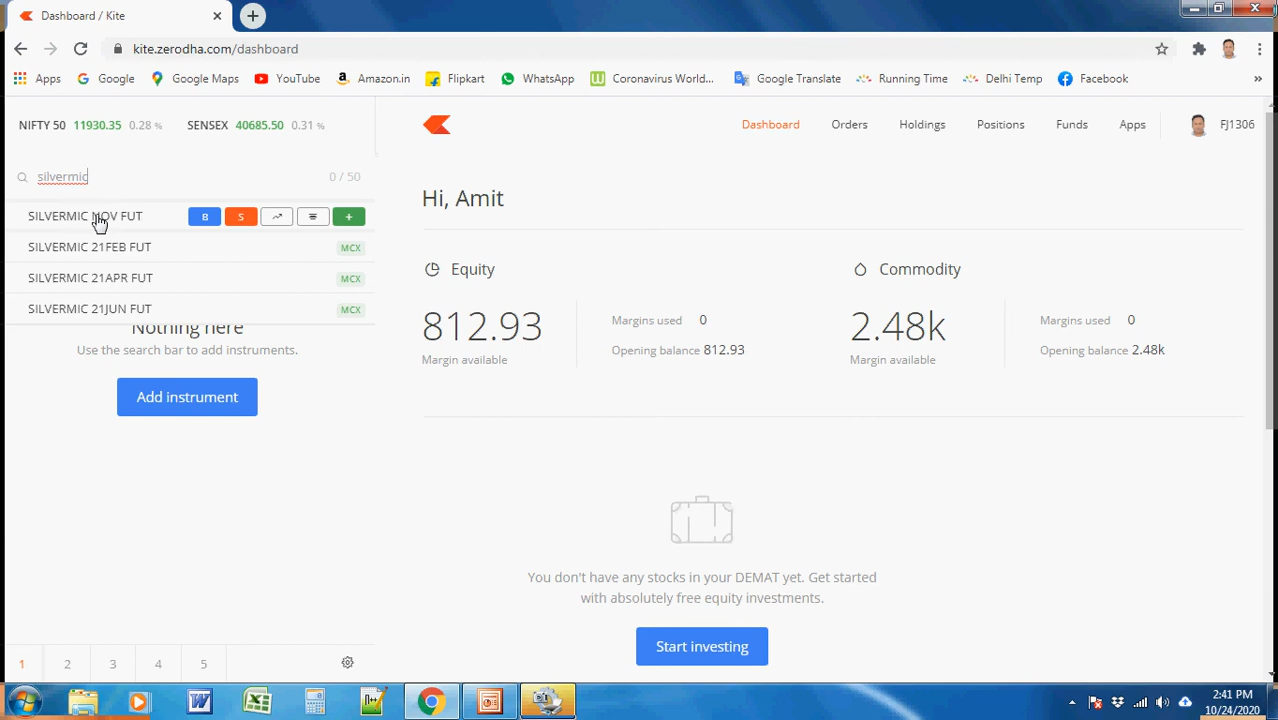 Dashboard / Kite
kite.zerodha.com/dashboard
Apps Google Google Maps YouTube Amazon.in Flipkart WhatsApp Coronavirus World... Google Translate Running Time Delhi Temp Facebook »
NIFTY 50 11930.35 0.28 % SENSEX 40685.50 0.31 %
Dashboard Orders Holdings Positions Funds Apps FJ1306
silvermic 0 / 50
SILVERMIC NOV FUT B S +
SILVERMIC 21FEB FUT MCX
SILVERMIC 21APR FUT MCX
SILVERMIC 21JUN FUT MCX
Nothing here
Use the search bar to add instruments.
Add instrument
Hi, Amit
Equity
812.93
Margin available
Margins used 0
Opening balance 812.93
Commodity
2.48k
Margin available
Margins used 0
Opening balance 2.48k
You don't have any stocks in your DEMAT yet. Get started
with absolutely free equity investments.
Start investing
1 2 3 4 5
2:41 PM
10/24/2020